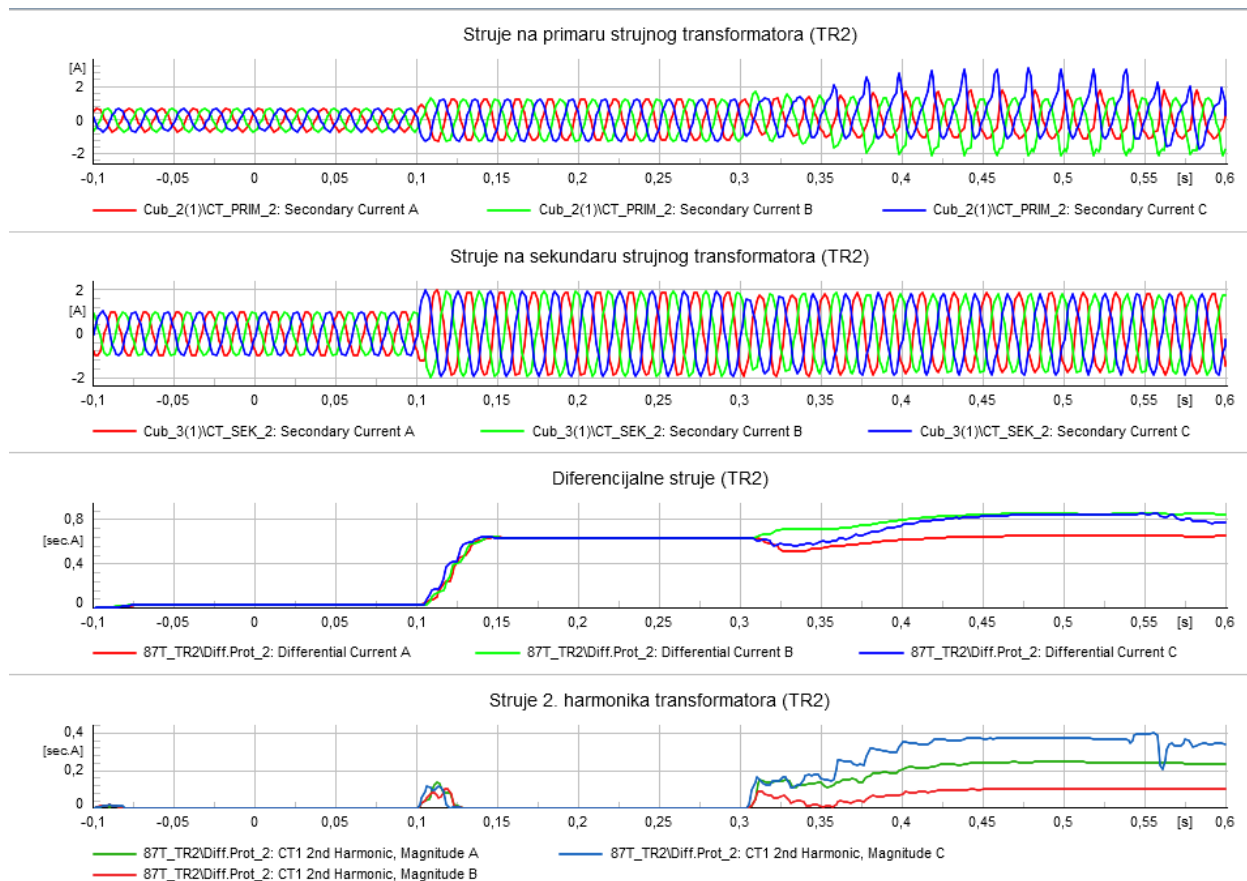 Struje na primaru strujnog transformatora (TR2)
[A]
2
0
-2
-0,1 -0,05 0 0,05 0,1 0,15 0,2 0,25 0,3 0,35 0,4 0,45 0,5 [s] 0,55 0,6
Cub_2(1)\CT_PRIM_2: Secondary Current A Cub_2(1)\CT_PRIM_2: Secondary Current B Cub_2(1)\CT_PRIM_2: Secondary Current C
Struje na sekundaru strujnog transformatora (TR2)
2
[A]
0
-2
-0,1 -0,05 0 0,05 0,1 0,15 0,2 0,25 0,3 0,35 0,4 0,45 0,5 0,55 [s] 0,6
Cub_3(1)\CT_SEK_2: Secondary Current A Cub_3(1)\CT_SEK_2: Secondary Current B Cub_3(1)\CT_SEK_2: Secondary Current C
Diferencijalne struje (TR2)
0,8
[sec.A]
0,4
0
-0,1 -0,05 0 0,05 0,1 0,15 0,2 0,25 0,3 0,35 0,4 0,45 0,5 0,55 [s] 0,6
87T_TR2\Diff.Prot_2: Differential Current A 87T_TR2\Diff.Prot_2: Differential Current B 87T_TR2\Diff.Prot_2: Differential Current C
Struje 2. harmonika transformatora (TR2)
0,4
[sec.A]
0,2
0
-0,1 -0,05 0 0,05 0,1 0,15 0,2 0,25 0,3 0,35 0,4 0,45 0,5 0,55 [s] 0,6
87T_TR2\Diff.Prot_2: CT1 2nd Harmonic, Magnitude A 87T_TR2\Diff.Prot_2: CT1 2nd Harmonic, Magnitude C
87T_TR2\Diff.Prot_2: CT1 2nd Harmonic, Magnitude B